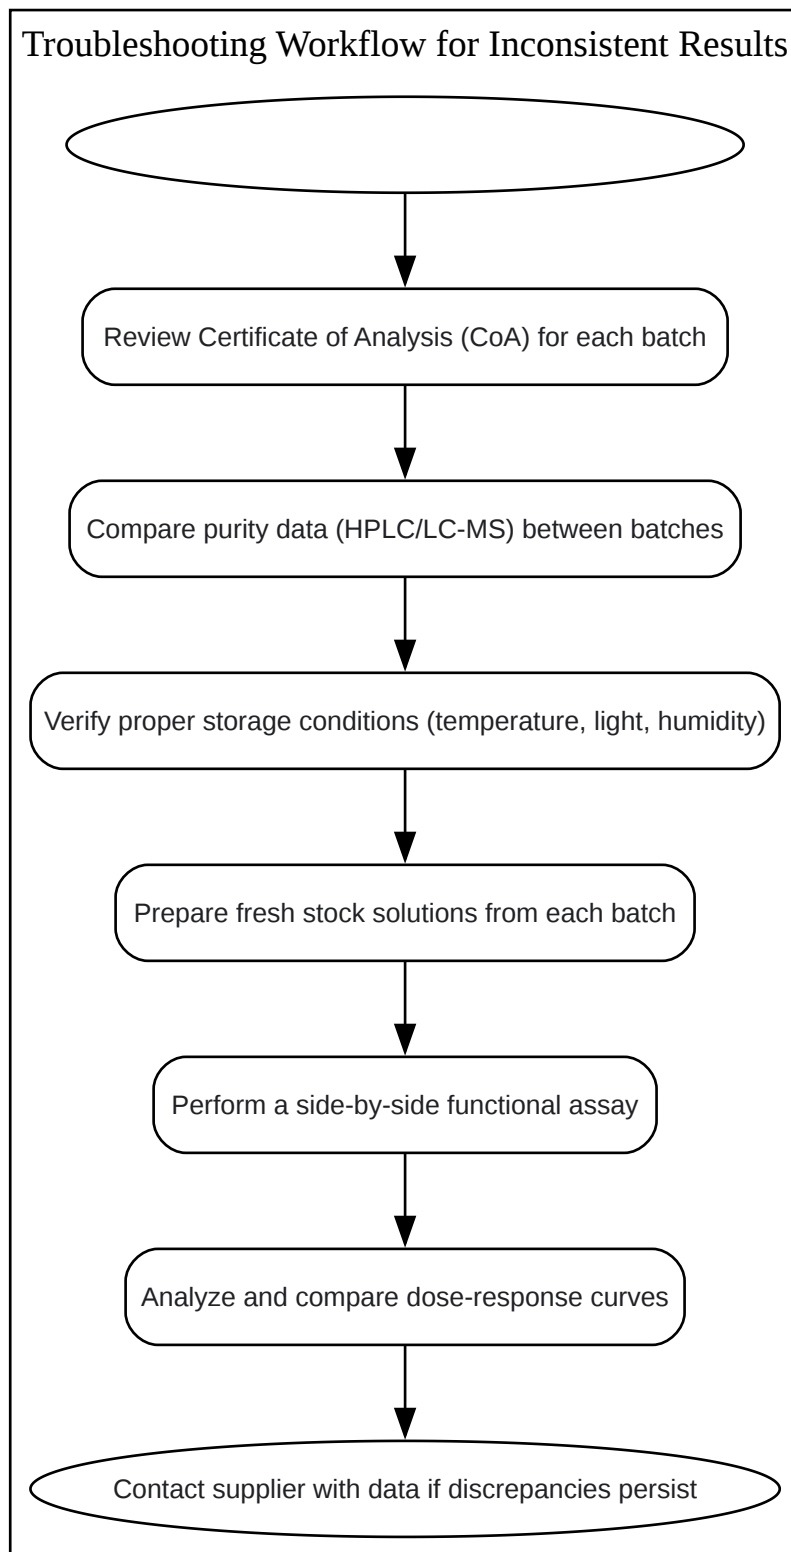 Troubleshooting Workflow for Inconsistent Results
Review Certificate of Analysis (CoA) for each batch
Compare purity data (HPLC/LC-MS) between batches
Verify proper storage conditions (temperature, light, humidity)
Prepare fresh stock solutions from each batch
Perform a side-by-side functional assay
Analyze and compare dose-response curves
Contact supplier with data if discrepancies persist